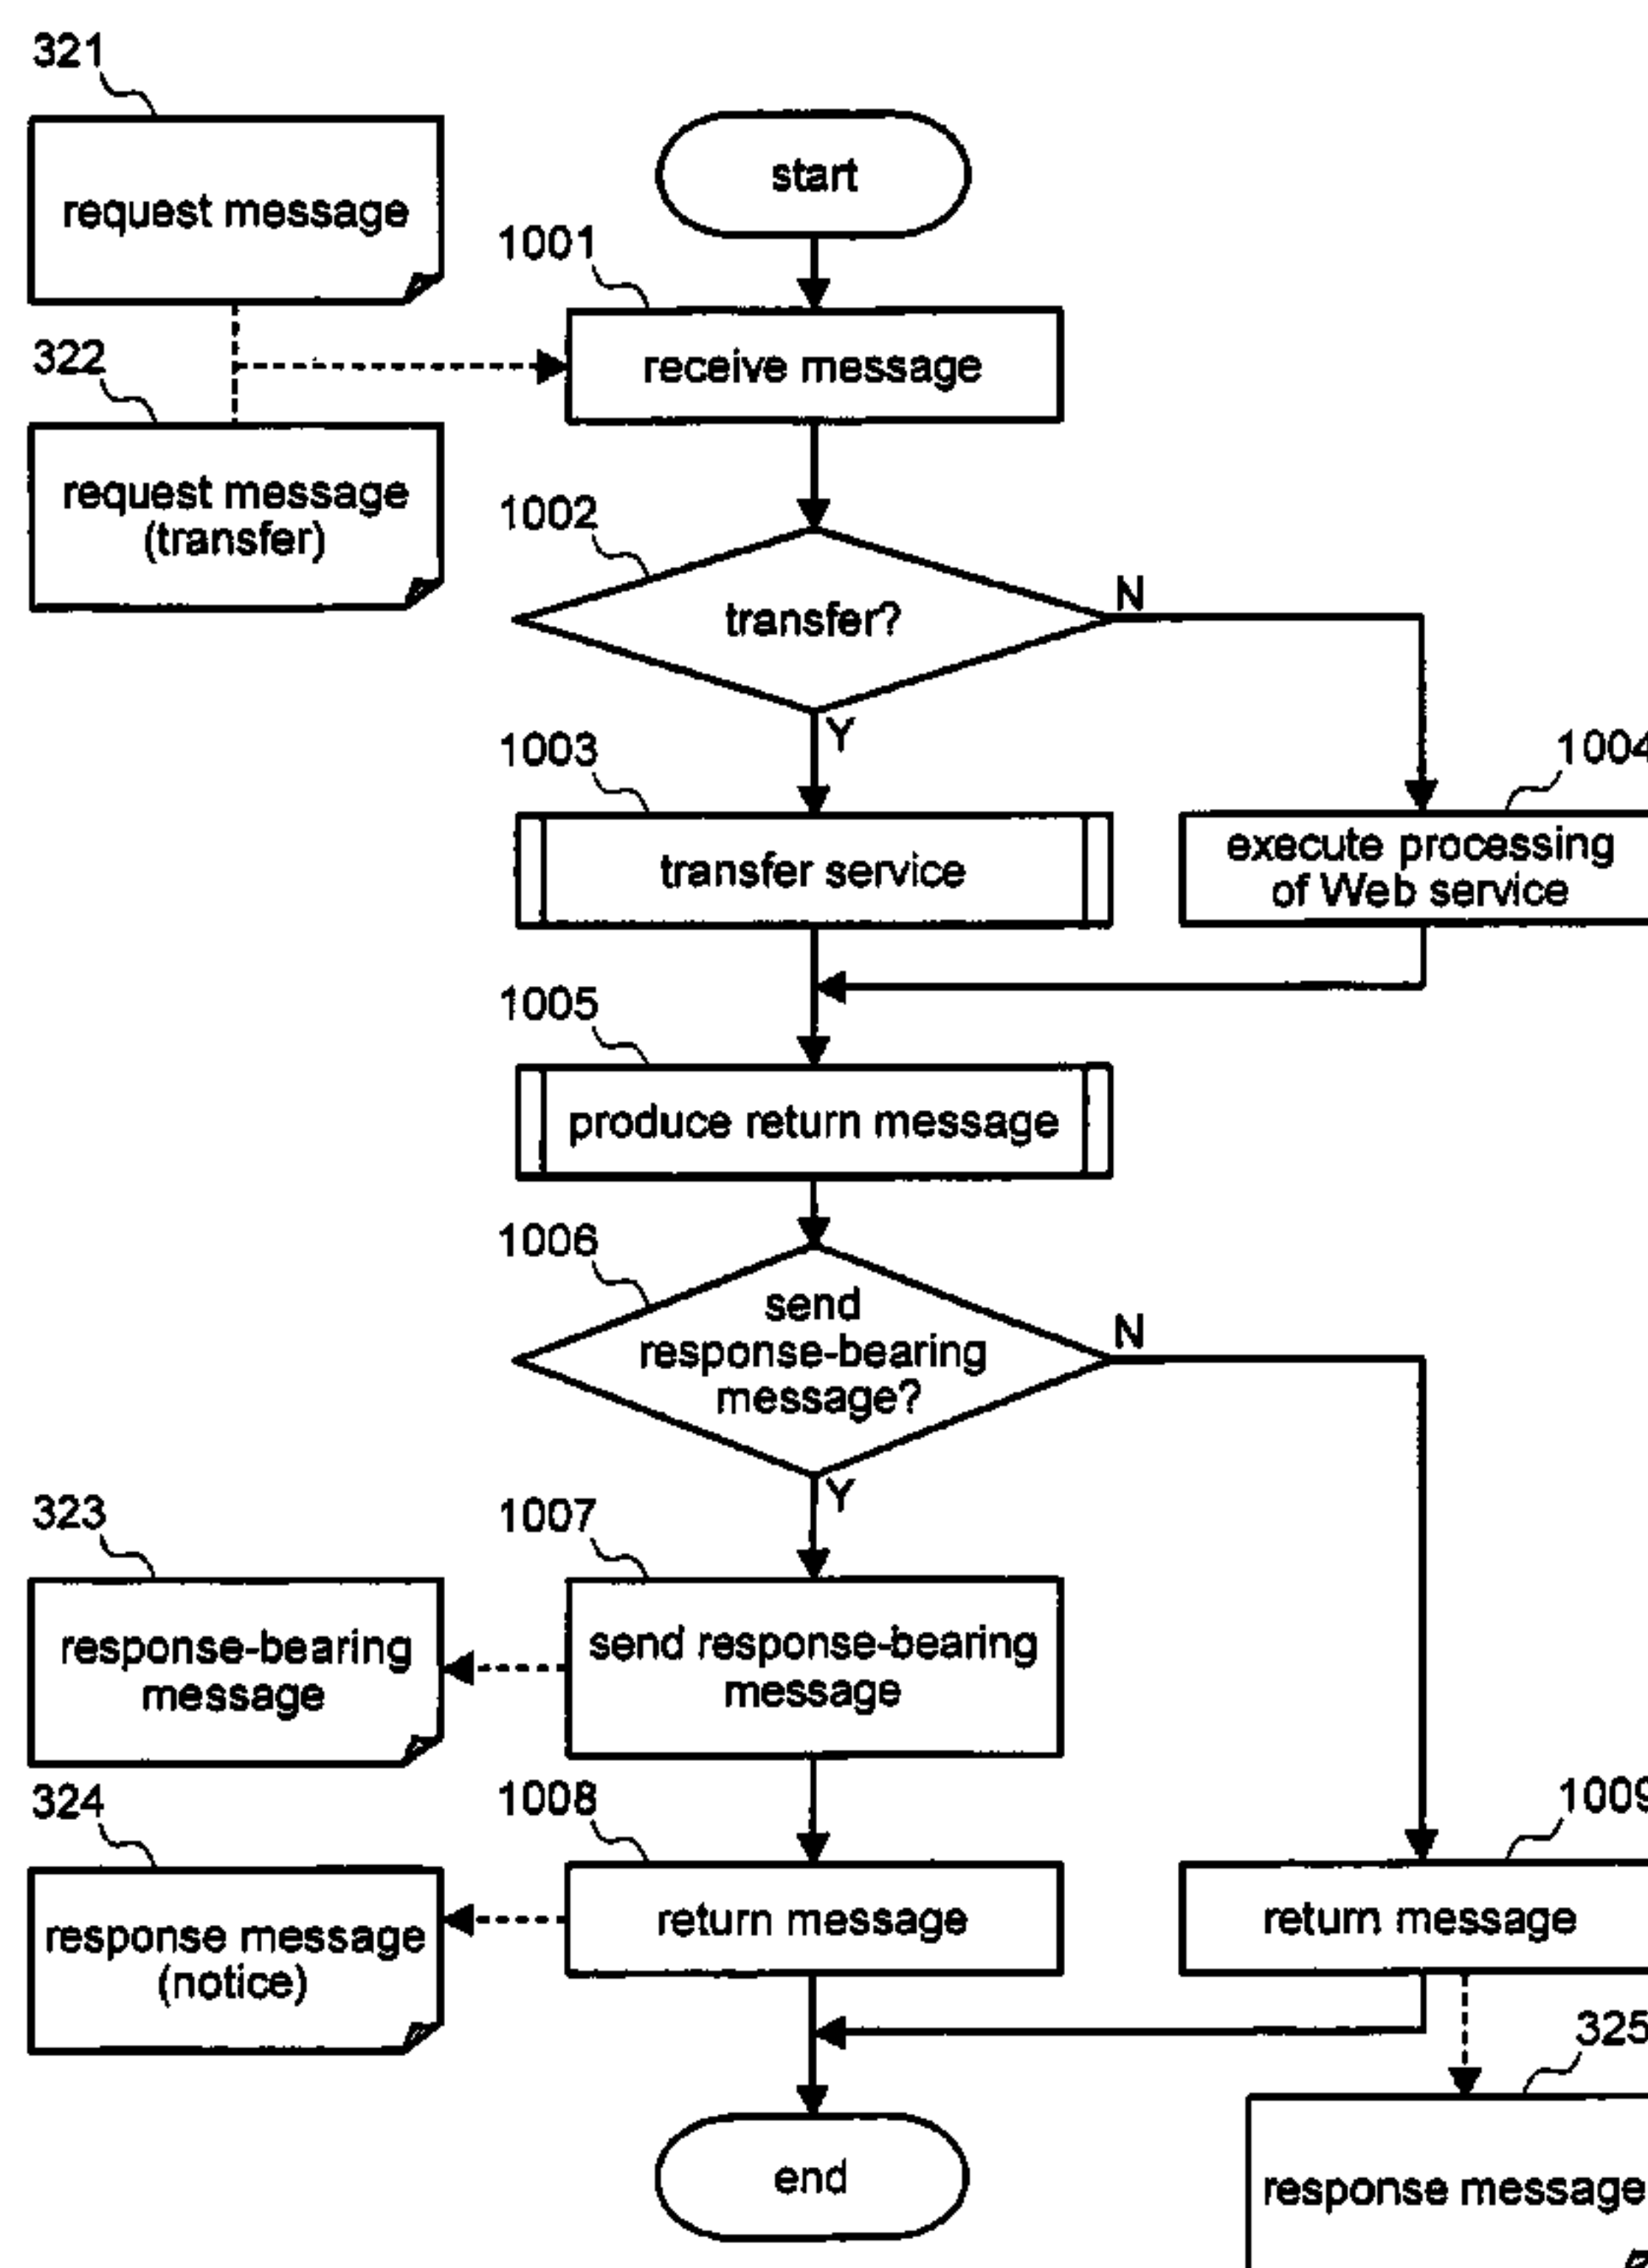 321
request message
start
1001
322
receive message
request message
(transfer)
1002
transfer?
N
Y
1003
1004
transfer service
execute processing
of Web service
1005
produce return message
1006
send
response-bearing
message?
N
Y
323
1007
response-bearing
message
send response-bearing
message
324
1008
1009
response message
(notice)
return message
return message
325
end
response message